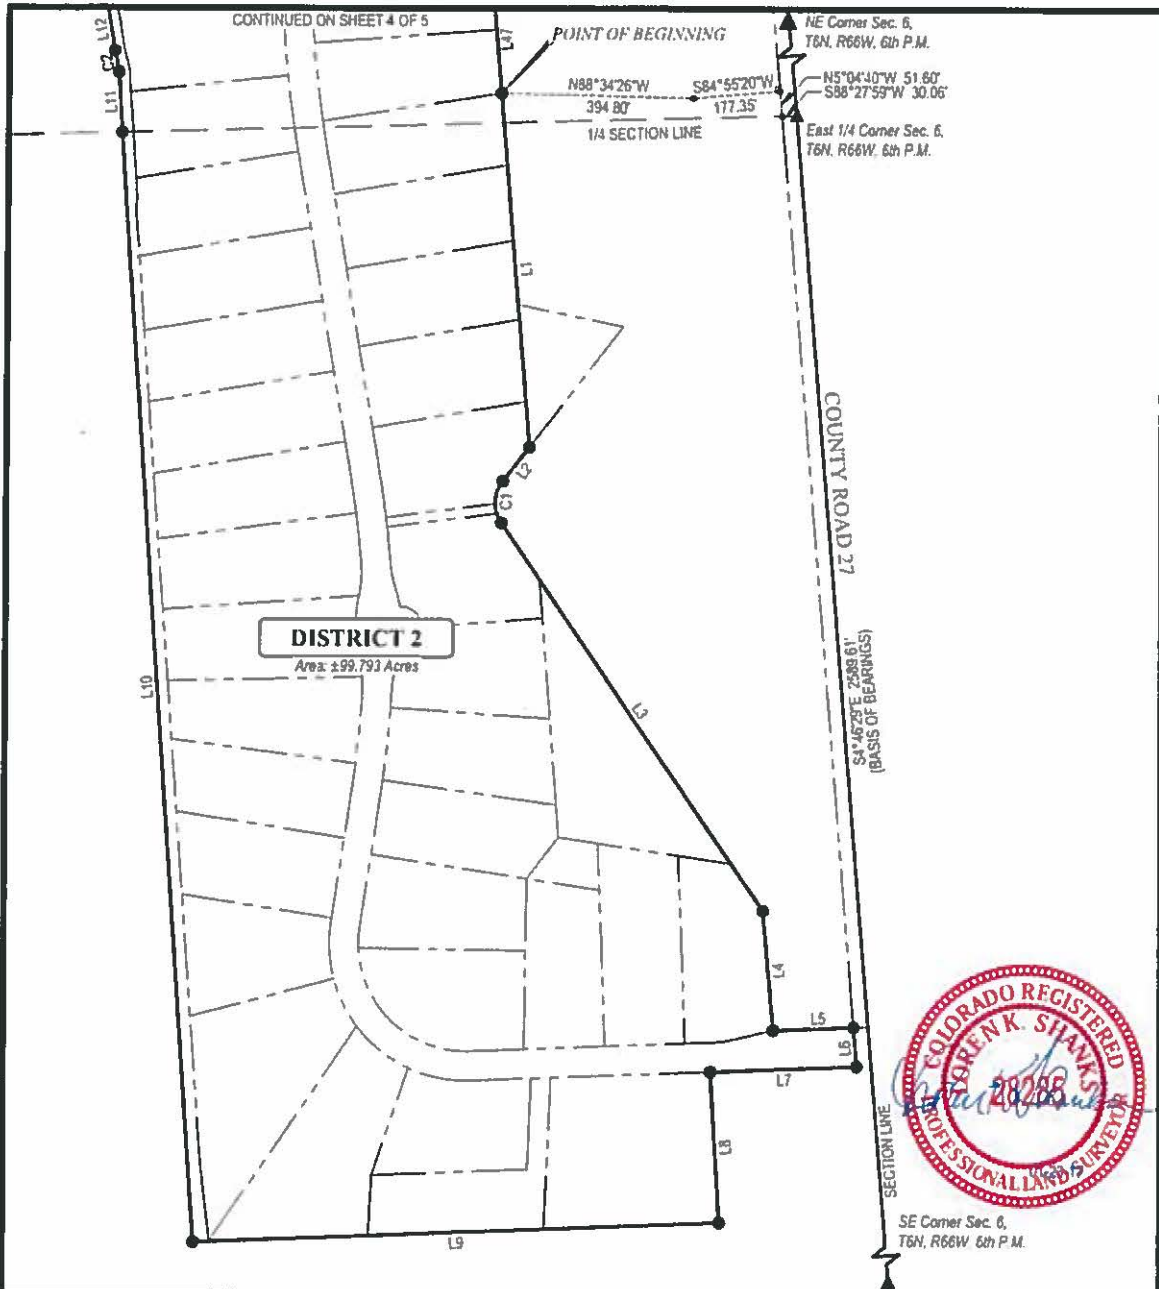 CONTINUED ON SHEET 4 OF 5
L12
C2
L11
L47
POINT OF BEGINNING
NE Corner Sec. 6,
T6N, R66W, 6th P.M.
N88°34'26"W
394.80'
S84°55'20"W
177.35'
N5°04'40"W 51.60'
S88°27'59"W 30.06'
1/4 SECTION LINE
East 1/4 Corner Sec. 6,
T6N, R66W, 6th P.M.
L1
L2
C1
COUNTY ROAD 27
DISTRICT 2
Area: ±99.793 Acres
L10
L3
S4°46'29"E 2589.61'
(BASIS OF BEARINGS)
L4
L5
L6
L7
L8
L9
SECTION LINE
COLORADO REGISTERED
LOREN K. SHANKS
28285
PROFESSIONAL LAND SURVEYOR
SE Corner Sec. 6,
T6N, R66W 6th P.M.